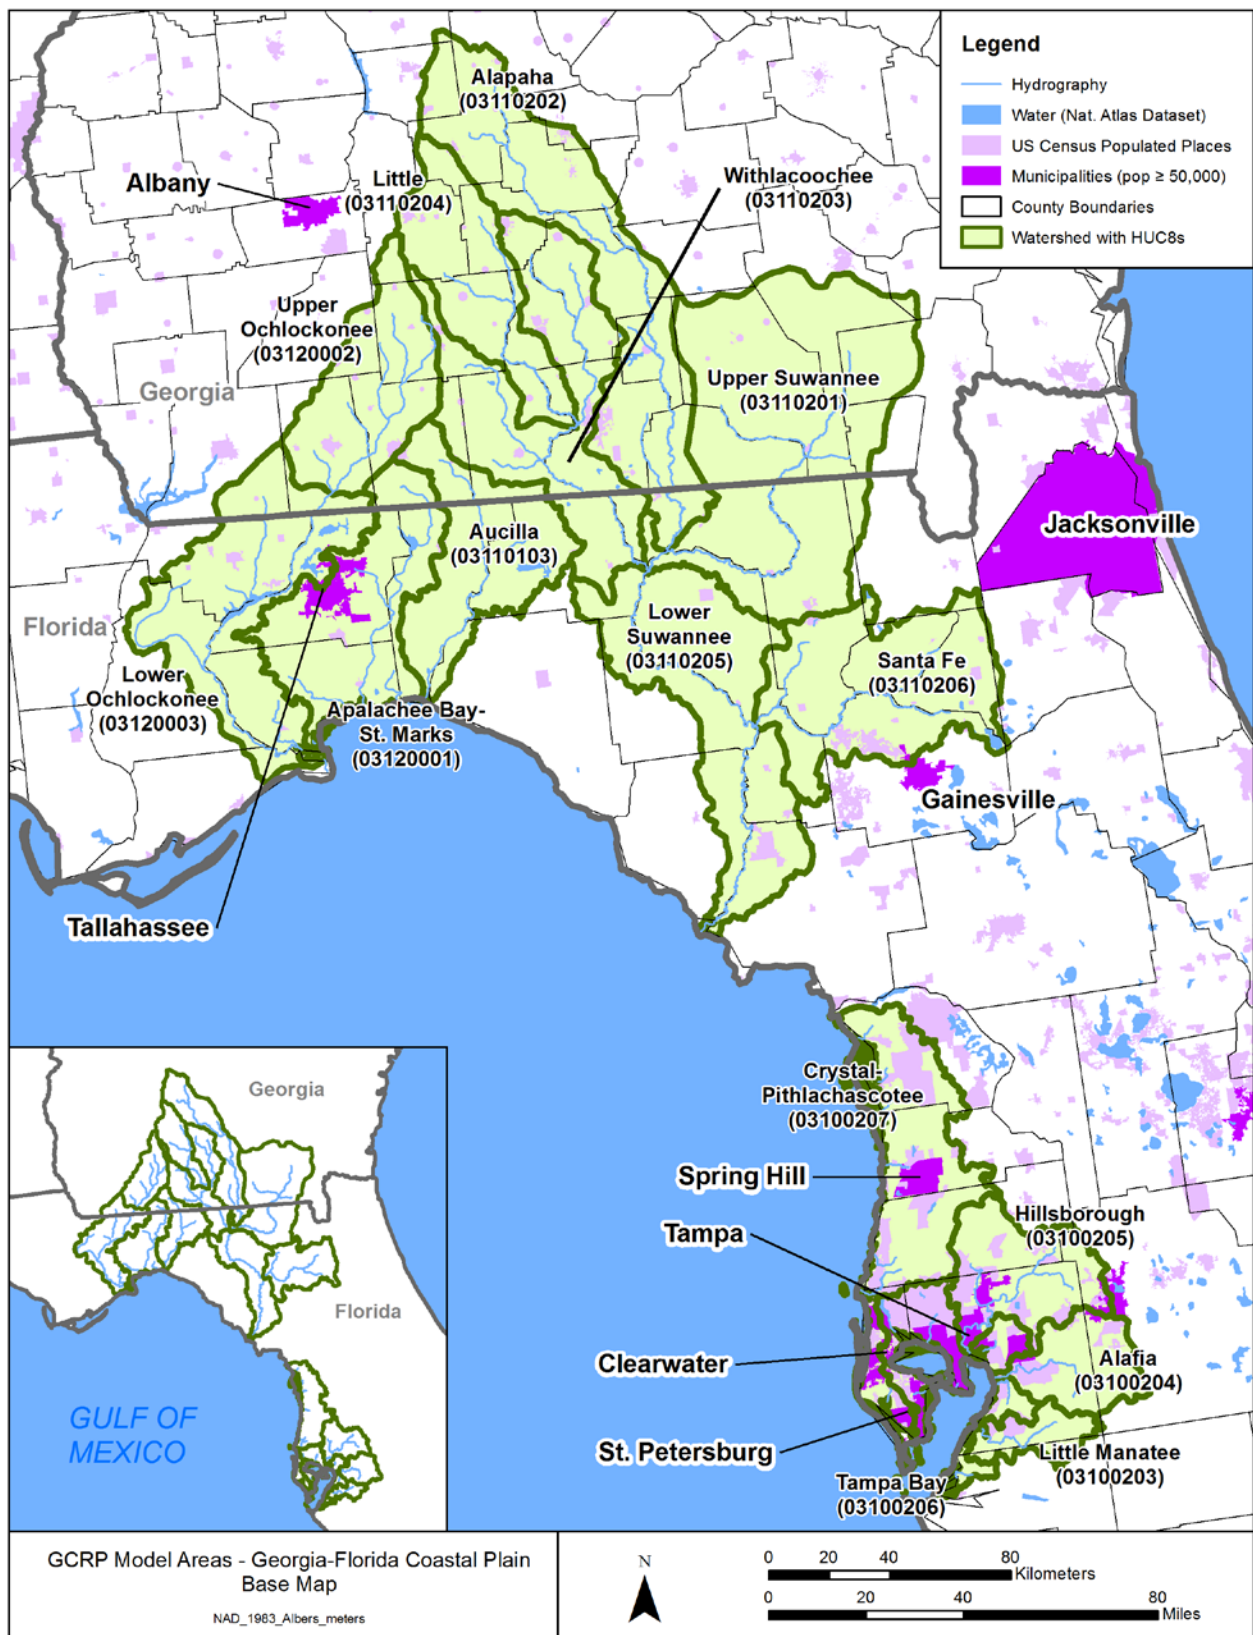 Legend
Hydrography
Water (Nat. Atlas Dataset)
US Census Populated Places
Municipalities (pop ≥ 50,000)
County Boundaries
Watershed with HUC8s
Alapaha
(03110202)
Albany
Little
(03110204)
Withlacoochee
(03110203)
Upper
Ochlockonee
(03120002)
Georgia
Upper Suwannee
(03110201)
Jacksonville
Aucilla
(03110103)
Florida
Lower
Suwannee
(03110205)
Santa Fe
(03110206)
Lower
Ochlockonee
(03120003)
Apalachee Bay-
St. Marks
(03120001)
Gainesville
Tallahassee
Crystal-
Pithlachascotee
(03100207)
Spring Hill
Hillsborough
(03100205)
Tampa
Clearwater
Alafia
(03100204)
St. Petersburg
Little Manatee
(03100203)
Tampa Bay
(03100206)
Georgia
Florida
GULF OF
MEXICO
GCRP Model Areas - Georgia-Florida Coastal Plain
Base Map
NAD_1983_Albers_meters
N
0 20 40 80
Kilometers
0 20 40 80
Miles